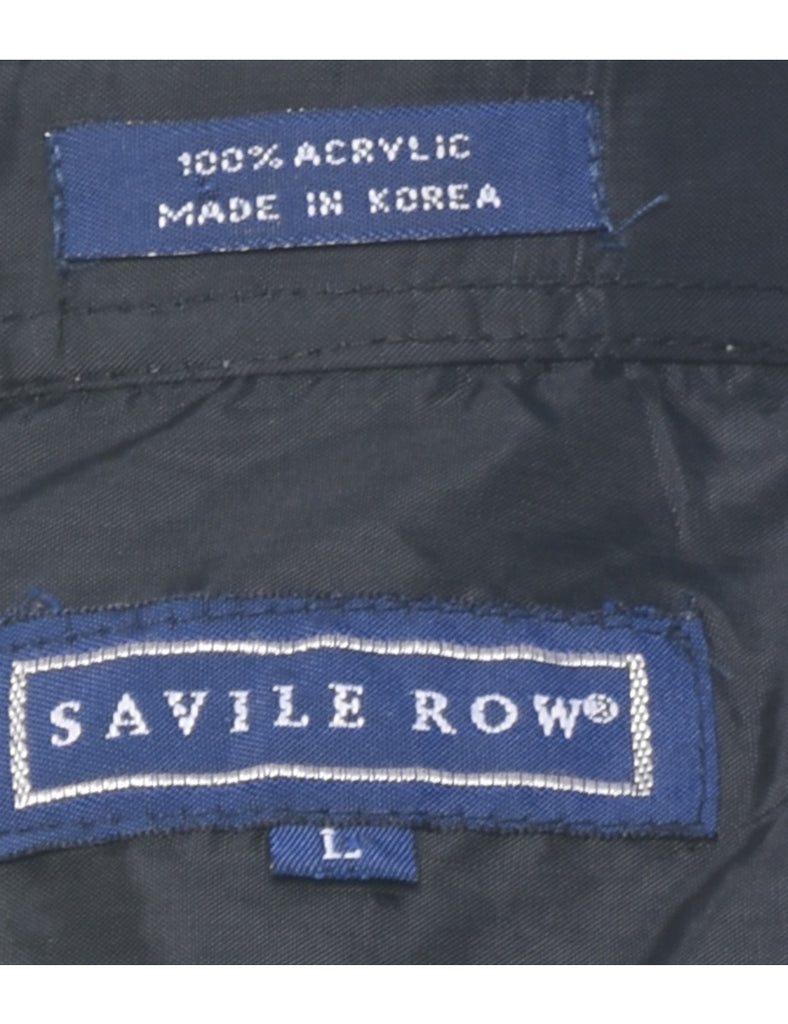 100% ACRYLIC
MADE IN KOREA
SAVILE ROW®
L